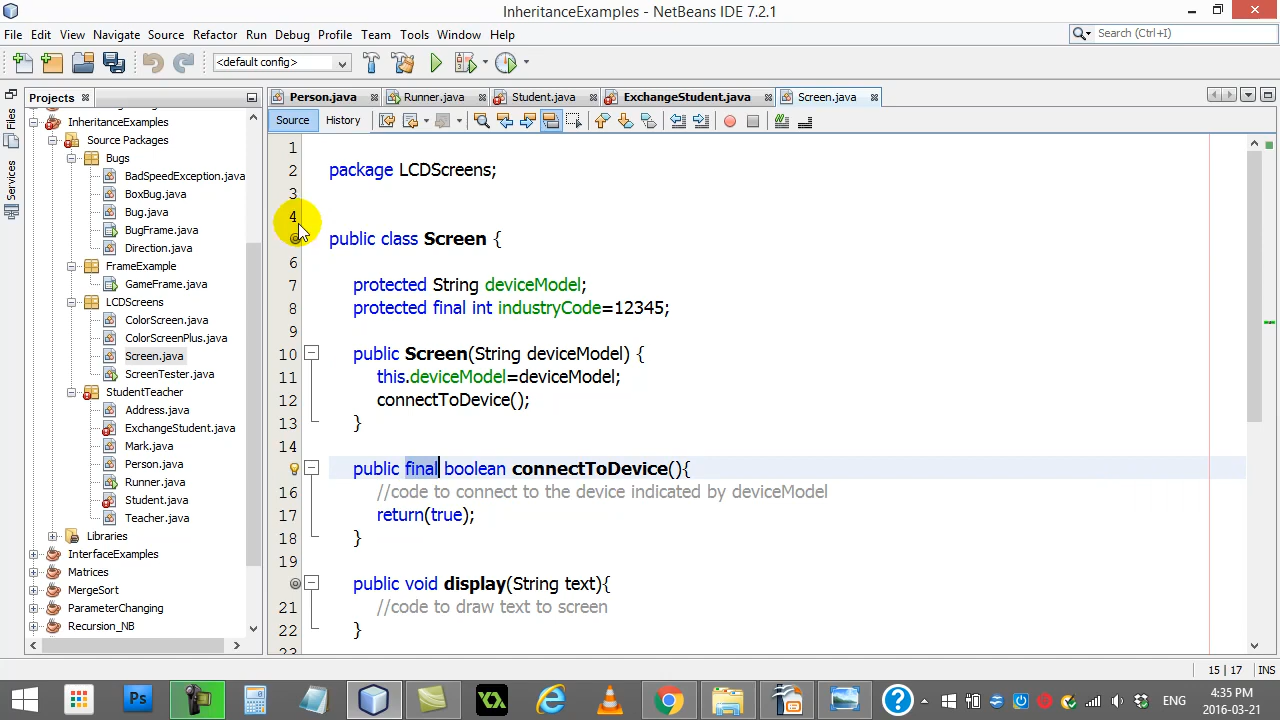 InheritanceExamples - NetBeans IDE 7.2.1
File Edit View Navigate Source Refactor Run Debug Profile Team Tools Window Help
Search (Ctrl+I)
<default config>
Files
Services
Projects
InheritanceExamples
Source Packages
Bugs
BadSpeedException.java
BoxBug.java
Bug.java
BugFrame.java
Direction.java
FrameExample
GameFrame.java
LCDScreens
ColorScreen.java
ColorScreenPlus.java
Screen.java
ScreenTester.java
StudentTeacher
Address.java
ExchangeStudent.java
Mark.java
Person.java
Runner.java
Student.java
Teacher.java
Libraries
InterfaceExamples
Matrices
MergeSort
ParameterChanging
Recursion_NB
Person.java Runner.java Student.java ExchangeStudent.java Screen.java
Source History
1
2 package LCDScreens;
3
4
public class Screen {
6
7 protected String deviceModel;
8 protected final int industryCode=12345;
9
10 public Screen(String deviceModel) {
11 this.deviceModel=deviceModel;
12 connectToDevice();
13 }
14
public final boolean connectToDevice(){
16 //code to connect to the device indicated by deviceModel
17 return(true);
18 }
19
public void display(String text){
21 //code to draw text to screen
22 }
23
15 | 17 INS
Ps
ENG
4:35 PM
2016-03-21